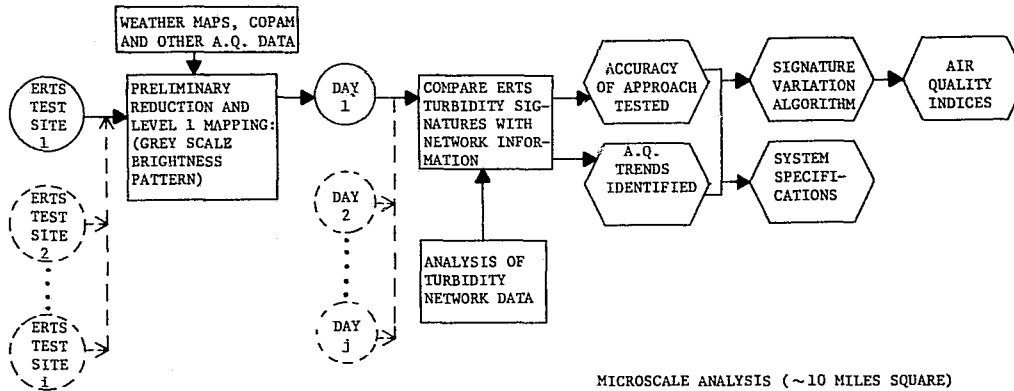 WEATHER MAPS, COPAM
AND OTHER A.Q. DATA
ERTS
TEST
SITE
1
PRELIMINARY
REDUCTION AND
LEVEL 1 MAPPING:
(GREY SCALE
BRIGHTNESS
PATTERN)
DAY
1
COMPARE ERTS
TURBIDITY SIG-
NATURES WITH
NETWORK INFOR-
MATION
ACCURACY
OF APPROACH
TESTED
SIGNATURE
VARIATION
ALGORITHM
AIR
QUALITY
INDICES
A.Q.
TRENDS
IDENTIFIED
SYSTEM
SPECIFI-
CATIONS
ERTS
TEST
SITE
2
DAY
2
ANALYSIS OF
TURBIDITY
NETWORK DATA
ERTS
TEST
SITE
i
DAY
j
MICROSCALE ANALYSIS (~10 MILES SQUARE)